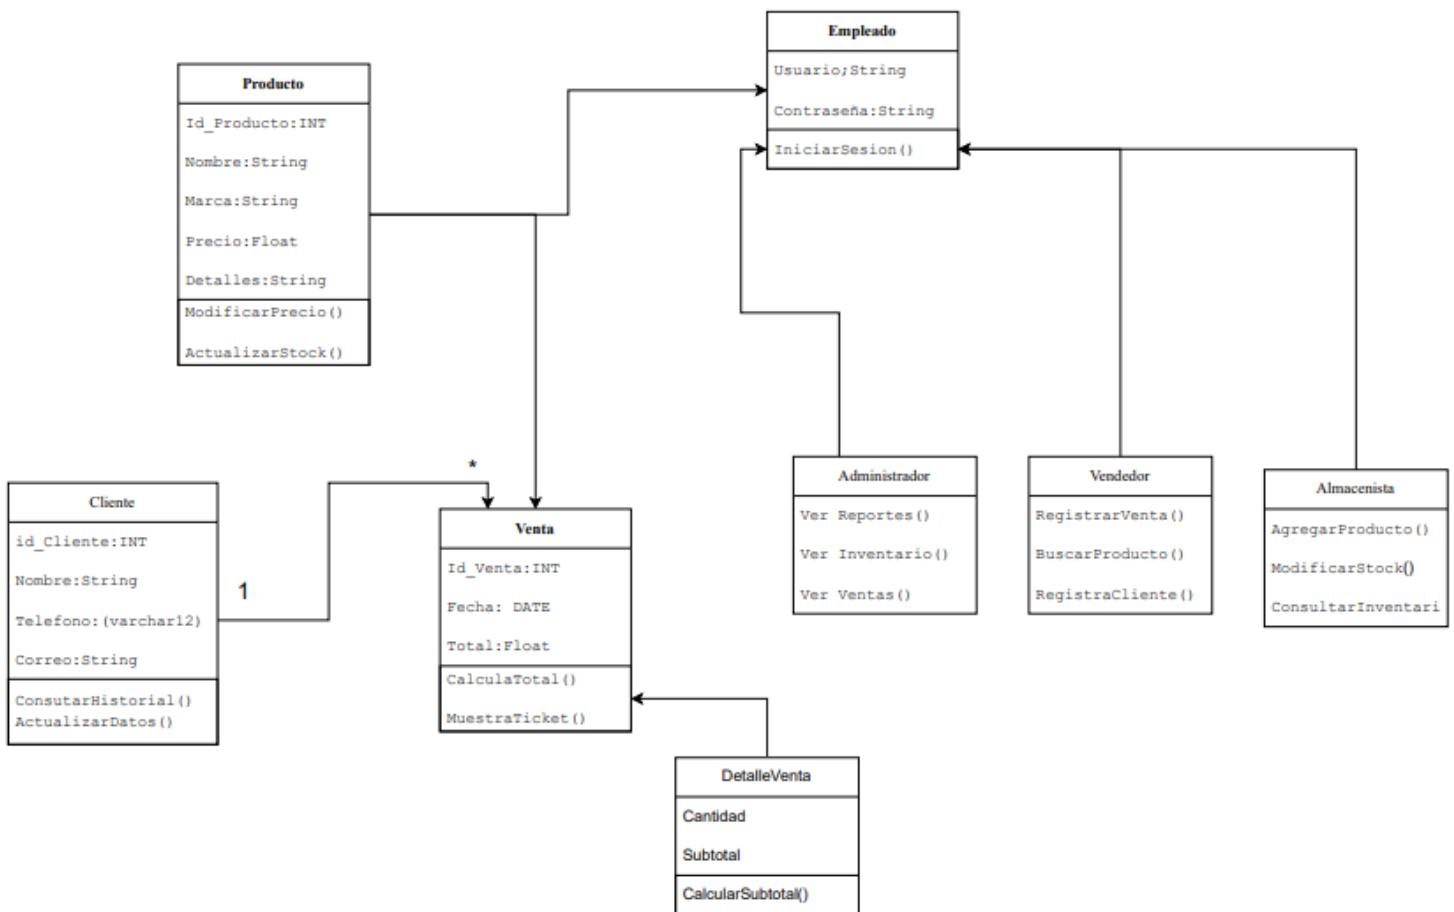 Empleado
Usuario;String
Contraseña:String
IniciarSesion()
Producto
Id_Producto:INT
Nombre:String
Marca:String
Precio:Float
Detalles:String
ModificarPrecio()
ActualizarStock()
Cliente
id_Cliente:INT
Nombre:String
Telefono:(varchar12)
Correo:String
ConsutarHistorial()
ActualizarDatos()
1
*
Venta
Id_Venta:INT
Fecha: DATE
Total:Float
CalculaTotal()
MuestraTicket()
Administrador
Ver Reportes()
Ver Inventario()
Ver Ventas()
Vendedor
RegistrarVenta()
BuscarProducto()
RegistraCliente()
Almacenista
AgregarProducto()
ModificarStock()
ConsultarInventari
DetalleVenta
Cantidad
Subtotal
CalcularSubtotal()